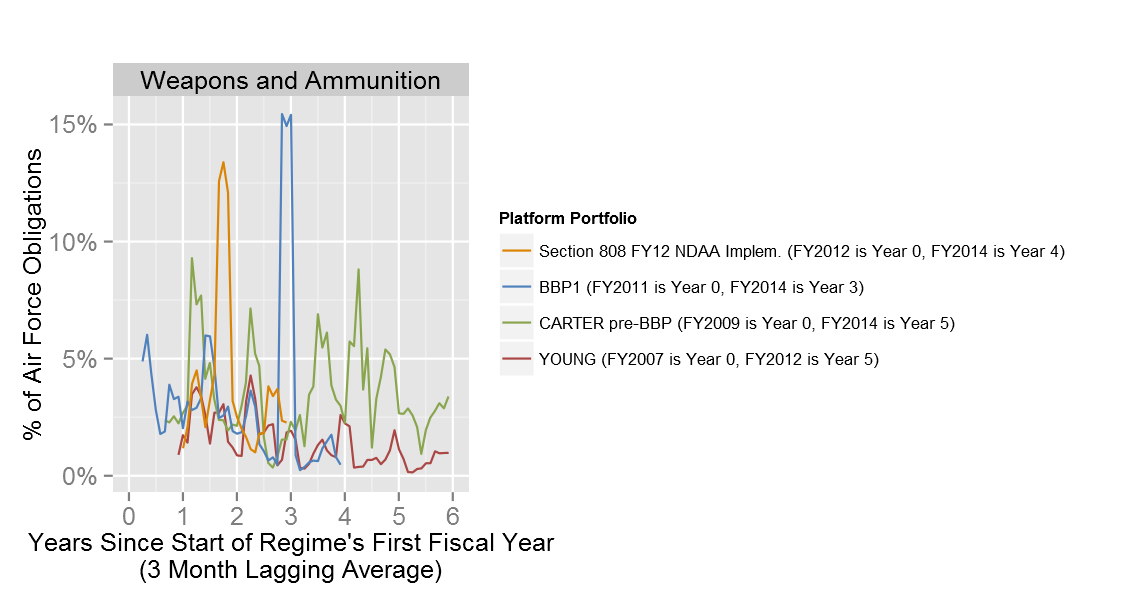 Weapons and Ammunition
% of Air Force Obligations
15%
10%
5%
0%
0 1 2 3 4 5 6
Years Since Start of Regime's First Fiscal Year
(3 Month Lagging Average)
Platform Portfolio
Section 808 FY12 NDAA Implem. (FY2012 is Year 0, FY2014 is Year 4)
BBP1 (FY2011 is Year 0, FY2014 is Year 3)
CARTER pre-BBP (FY2009 is Year 0, FY2014 is Year 5)
YOUNG (FY2007 is Year 0, FY2012 is Year 5)